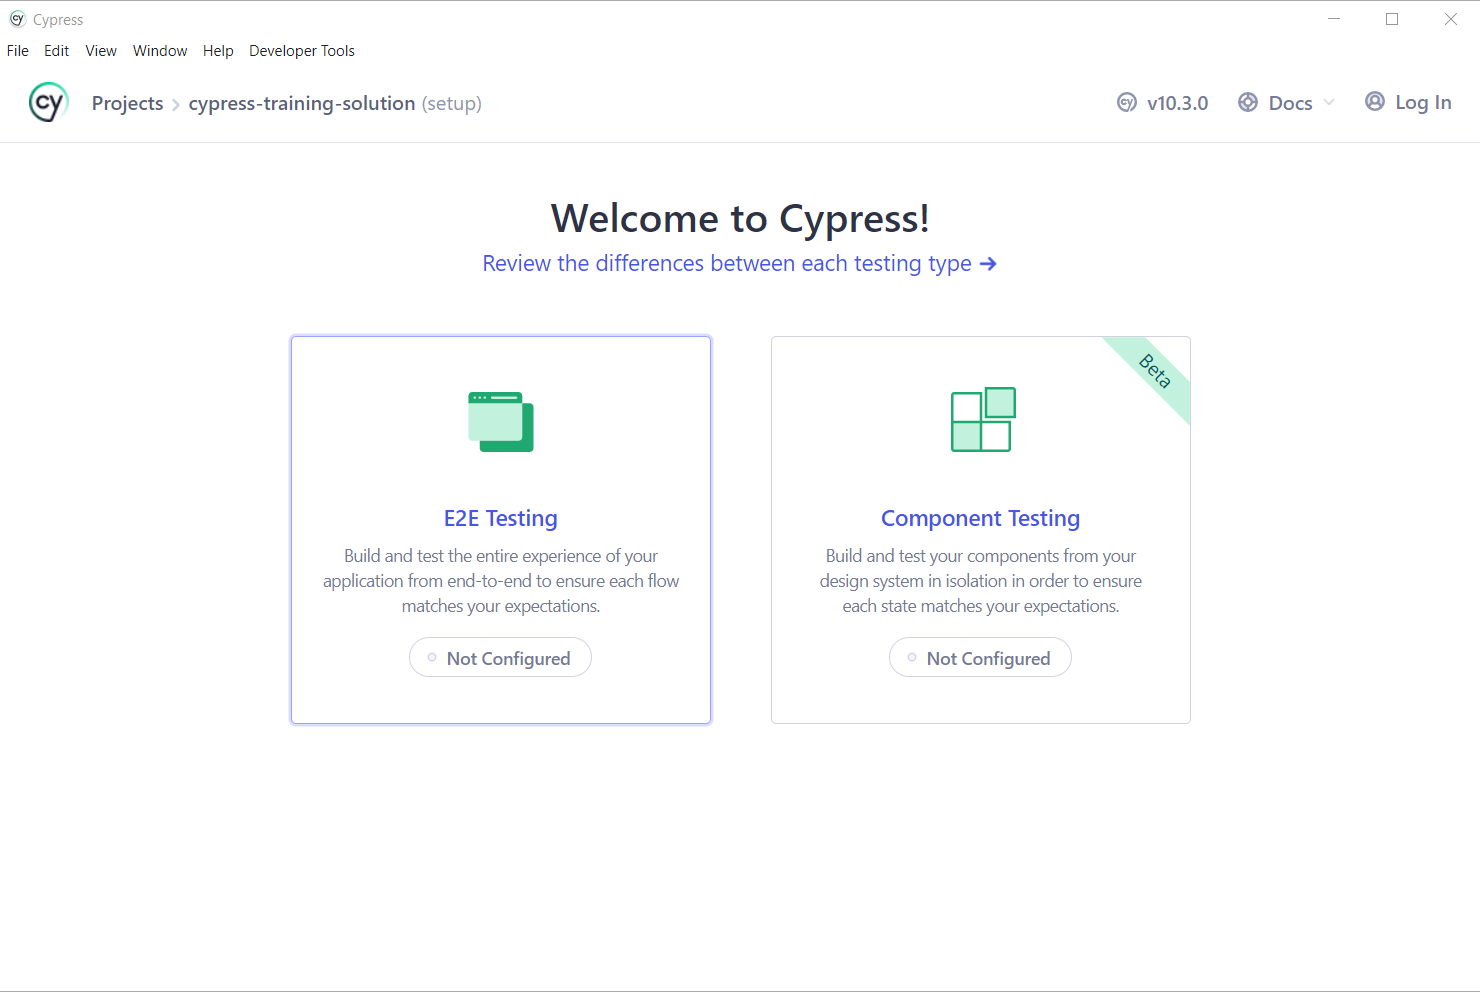 cy Cypress
File Edit View Window Help Developer Tools
cy Projects cypress-training-solution (setup) cy v10.3.0 Docs Log In
Welcome to Cypress!
Review the differences between each testing type →
Beta
E2E Testing
Build and test the entire experience of your
application from end-to-end to ensure each flow
matches your expectations.
Not Configured
Component Testing
Build and test your components from your
design system in isolation in order to ensure
each state matches your expectations.
Not Configured